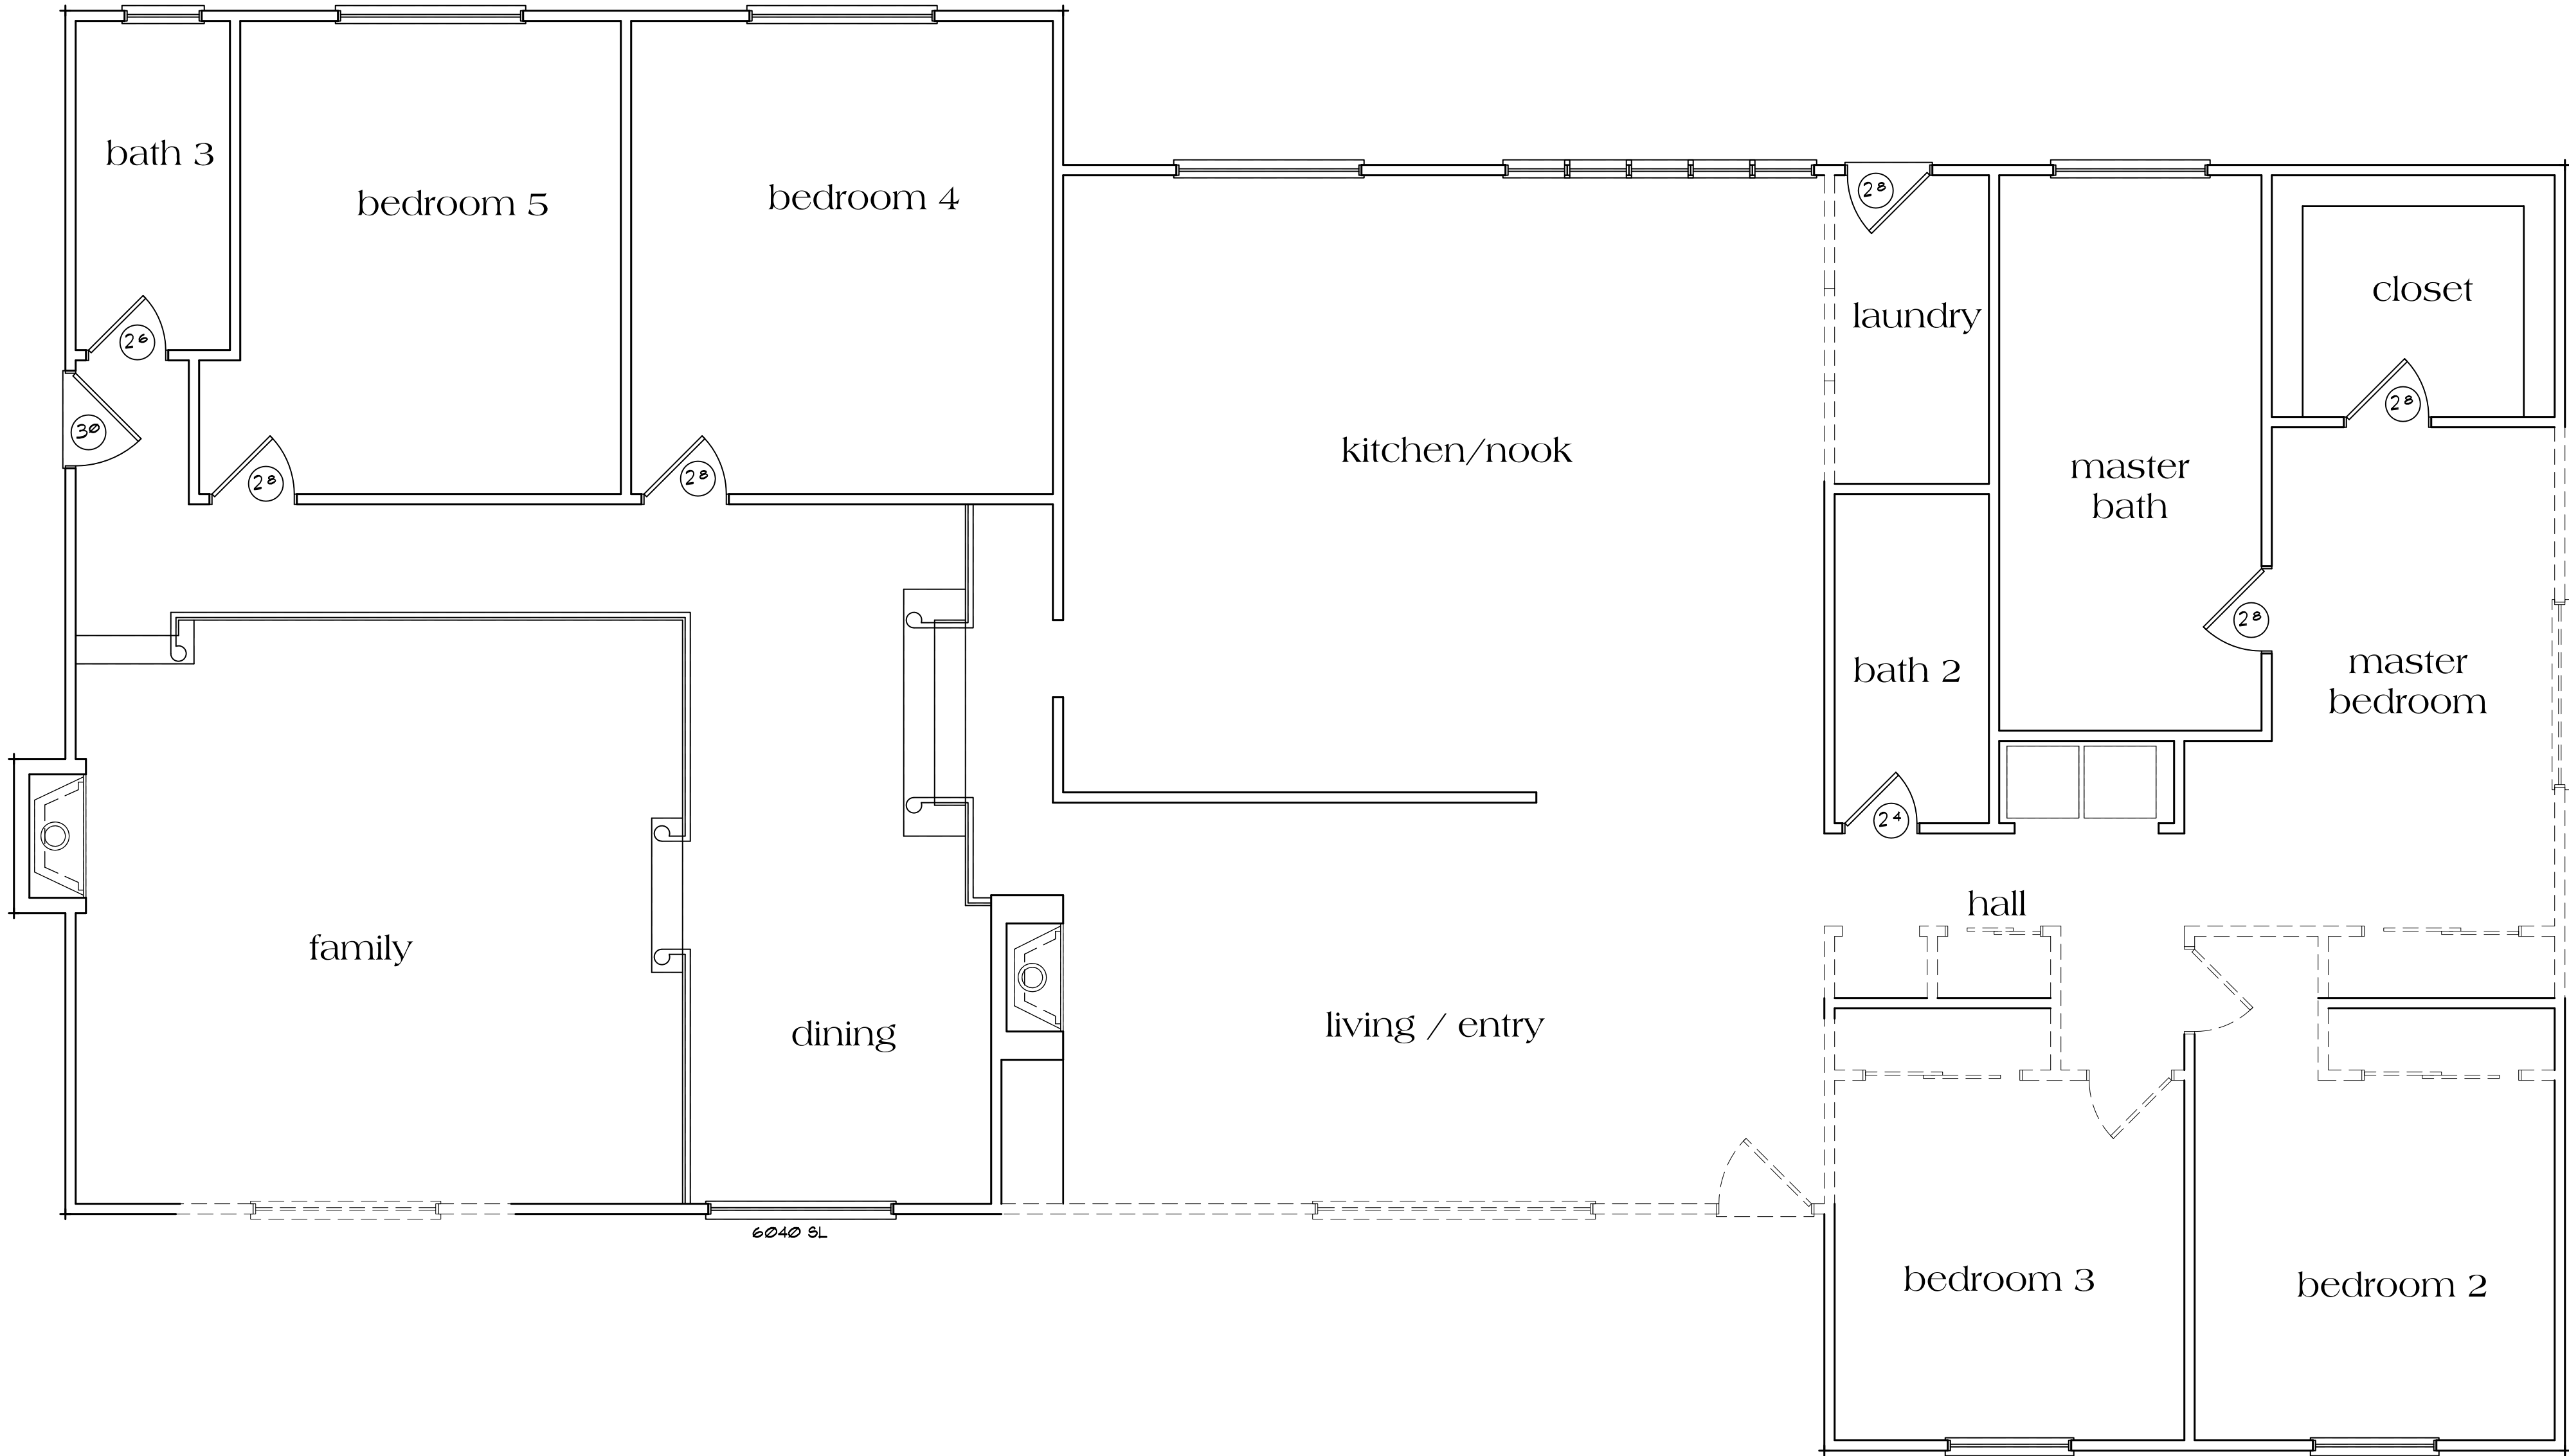 bath 3
bedroom 5
bedroom 4
28
laundry
closet
26
30
28
28
kitchen/nook
master
bath
28
28
master
bedroom
bath 2
24
hall
family
dining
living / entry
6040 SL
bedroom 3
bedroom 2